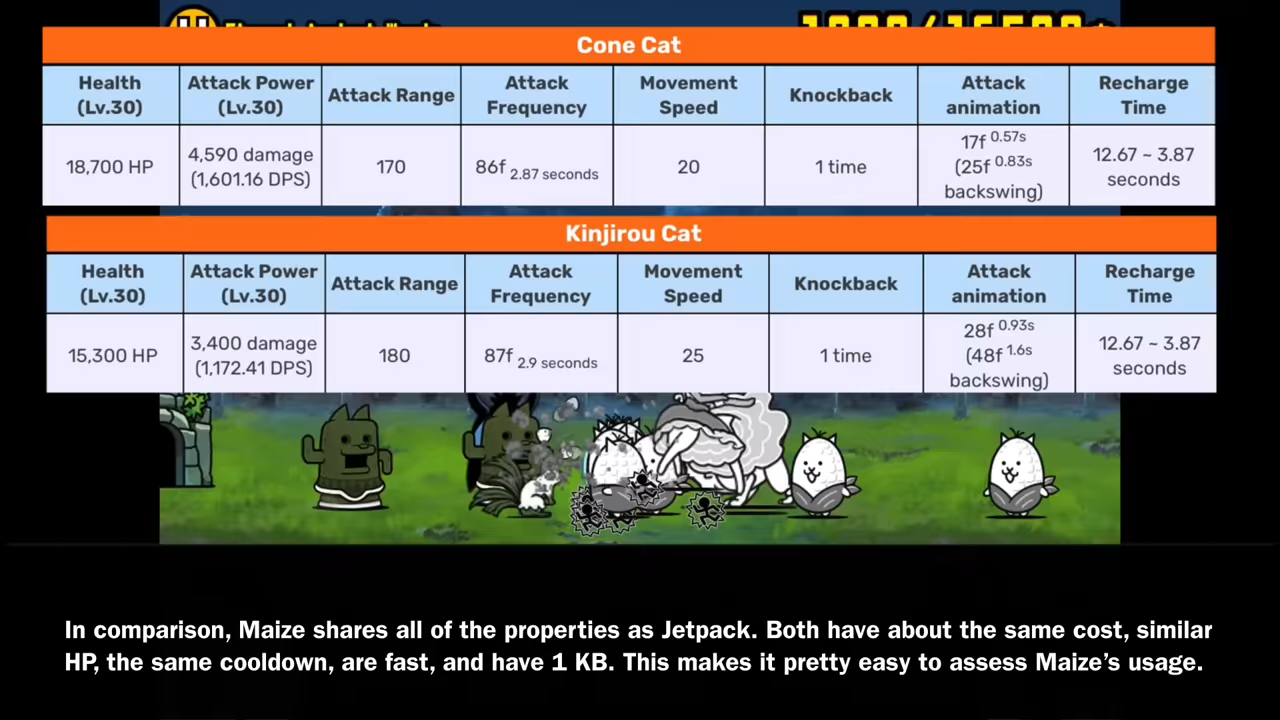 Cone Cat
Health (Lv.30)
Attack Power (Lv.30)
Attack Range
Attack Frequency
Movement Speed
Knockback
Attack animation
Recharge Time
18,700 HP
4,590 damage (1,601.16 DPS)
170
86f 2.87 seconds
20
1 time
17f 0.57s (25f 0.83s backswing)
12.67 ~ 3.87 seconds
Kinjirou Cat
Health (Lv.30)
Attack Power (Lv.30)
Attack Range
Attack Frequency
Movement Speed
Knockback
Attack animation
Recharge Time
15,300 HP
3,400 damage (1,172.41 DPS)
180
87f 2.9 seconds
25
1 time
28f 0.93s (48f 1.6s backswing)
12.67 ~ 3.87 seconds
In comparison, Maize shares all of the properties as Jetpack. Both have about the same cost, similar
HP, the same cooldown, are fast, and have 1 KB. This makes it pretty easy to assess Maize’s usage.